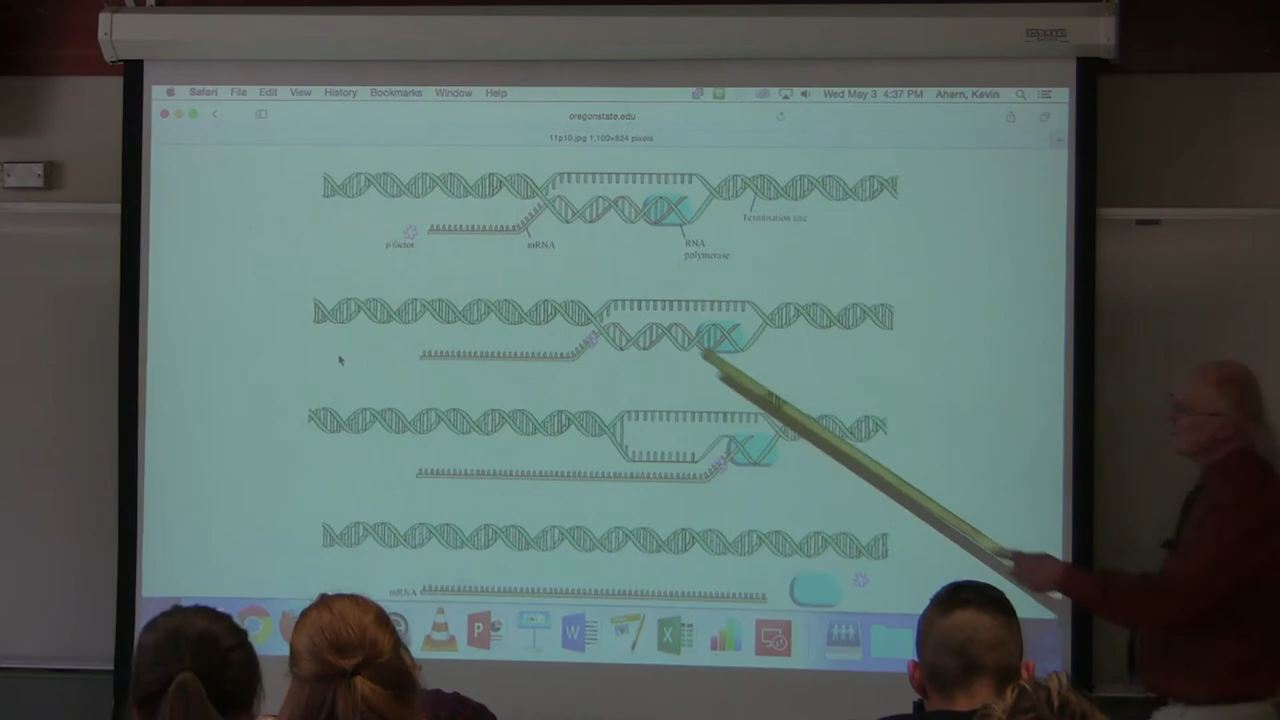 Safari File Edit View History Bookmarks Window Help Wed May 3 4:37 PM Ahern, Kevin
oregonstate.edu
11p10.jpg 1,100×824 pixels
Termination site
ρ factor
mRNA
RNA
polymerase
mRNA
P
W
X